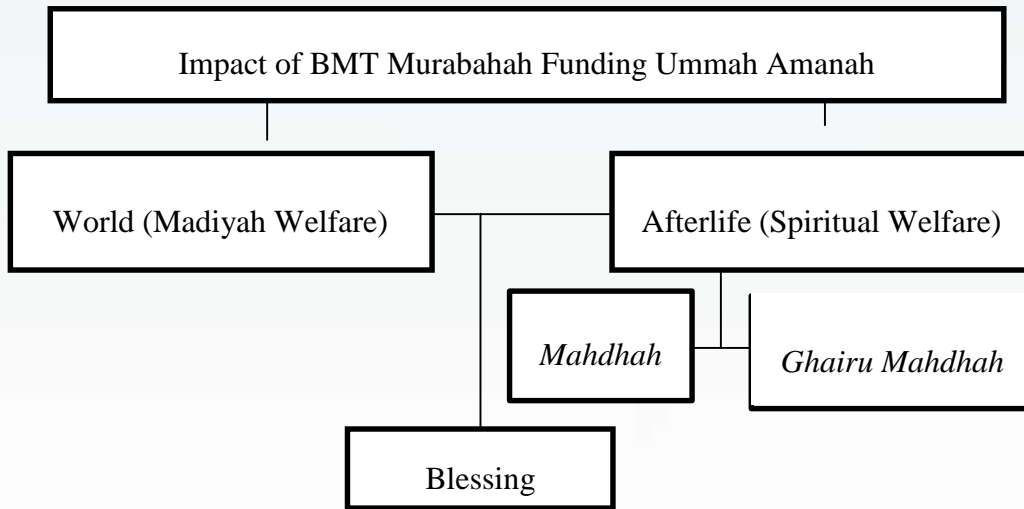 Impact of BMT Murabahah Funding Ummah Amanah
World (Madiyah Welfare)
Afterlife (Spiritual Welfare)
Mahdhah
Ghairu Mahdhah
Blessing